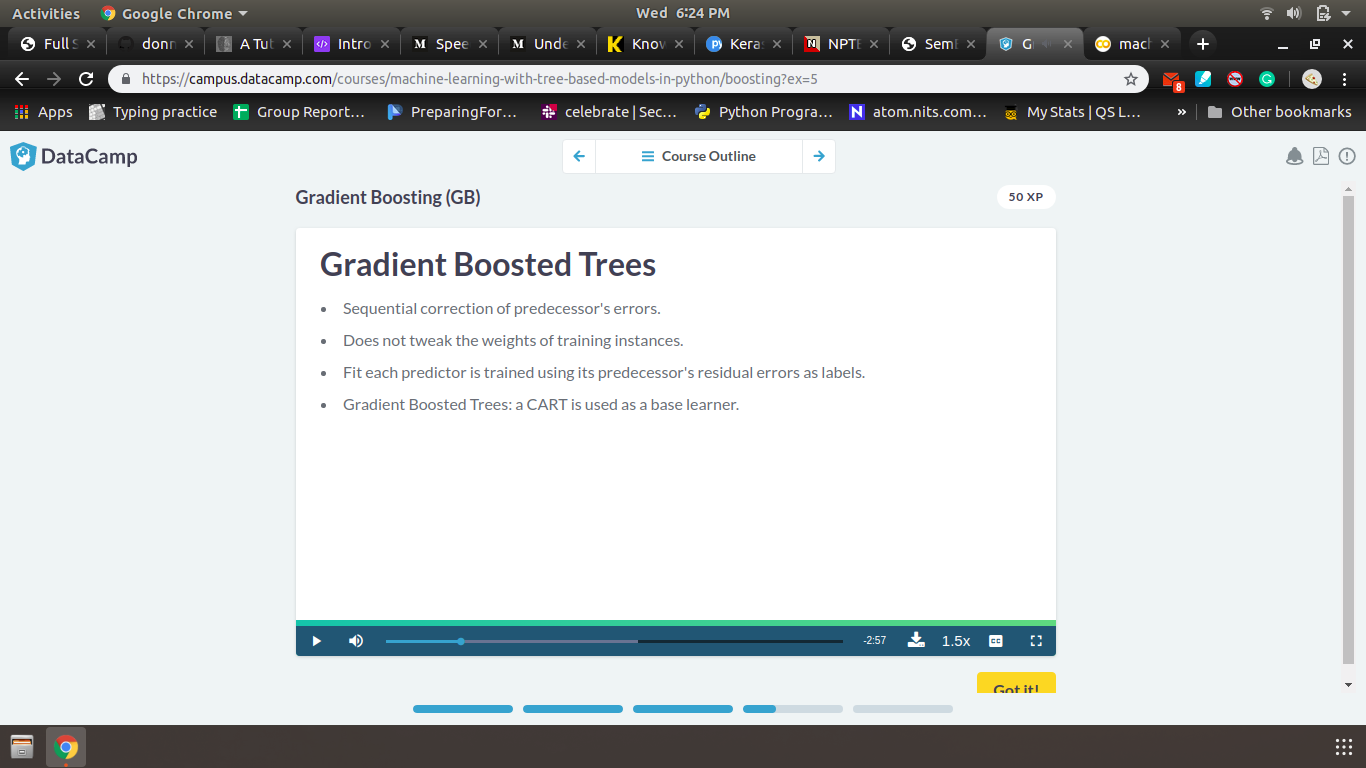 Activities Google Chrome Wed 6:24 PM
Full S donn A Tut Intro Spee Unde Know Keras NPTE SemE G mach
https://campus.datacamp.com/courses/machine-learning-with-tree-based-models-in-python/boosting?ex=5
8
Apps Typing practice Group Report... PreparingFor... celebrate | Sec... Python Progra... atom.nits.com... My Stats | QS L... » Other bookmarks
DataCamp Course Outline
Gradient Boosting (GB) 50 XP
Gradient Boosted Trees
• Sequential correction of predecessor's errors.
• Does not tweak the weights of training instances.
• Fit each predictor is trained using its predecessor's residual errors as labels.
• Gradient Boosted Trees: a CART is used as a base learner.
-2:57 1.5x CC
Got it!